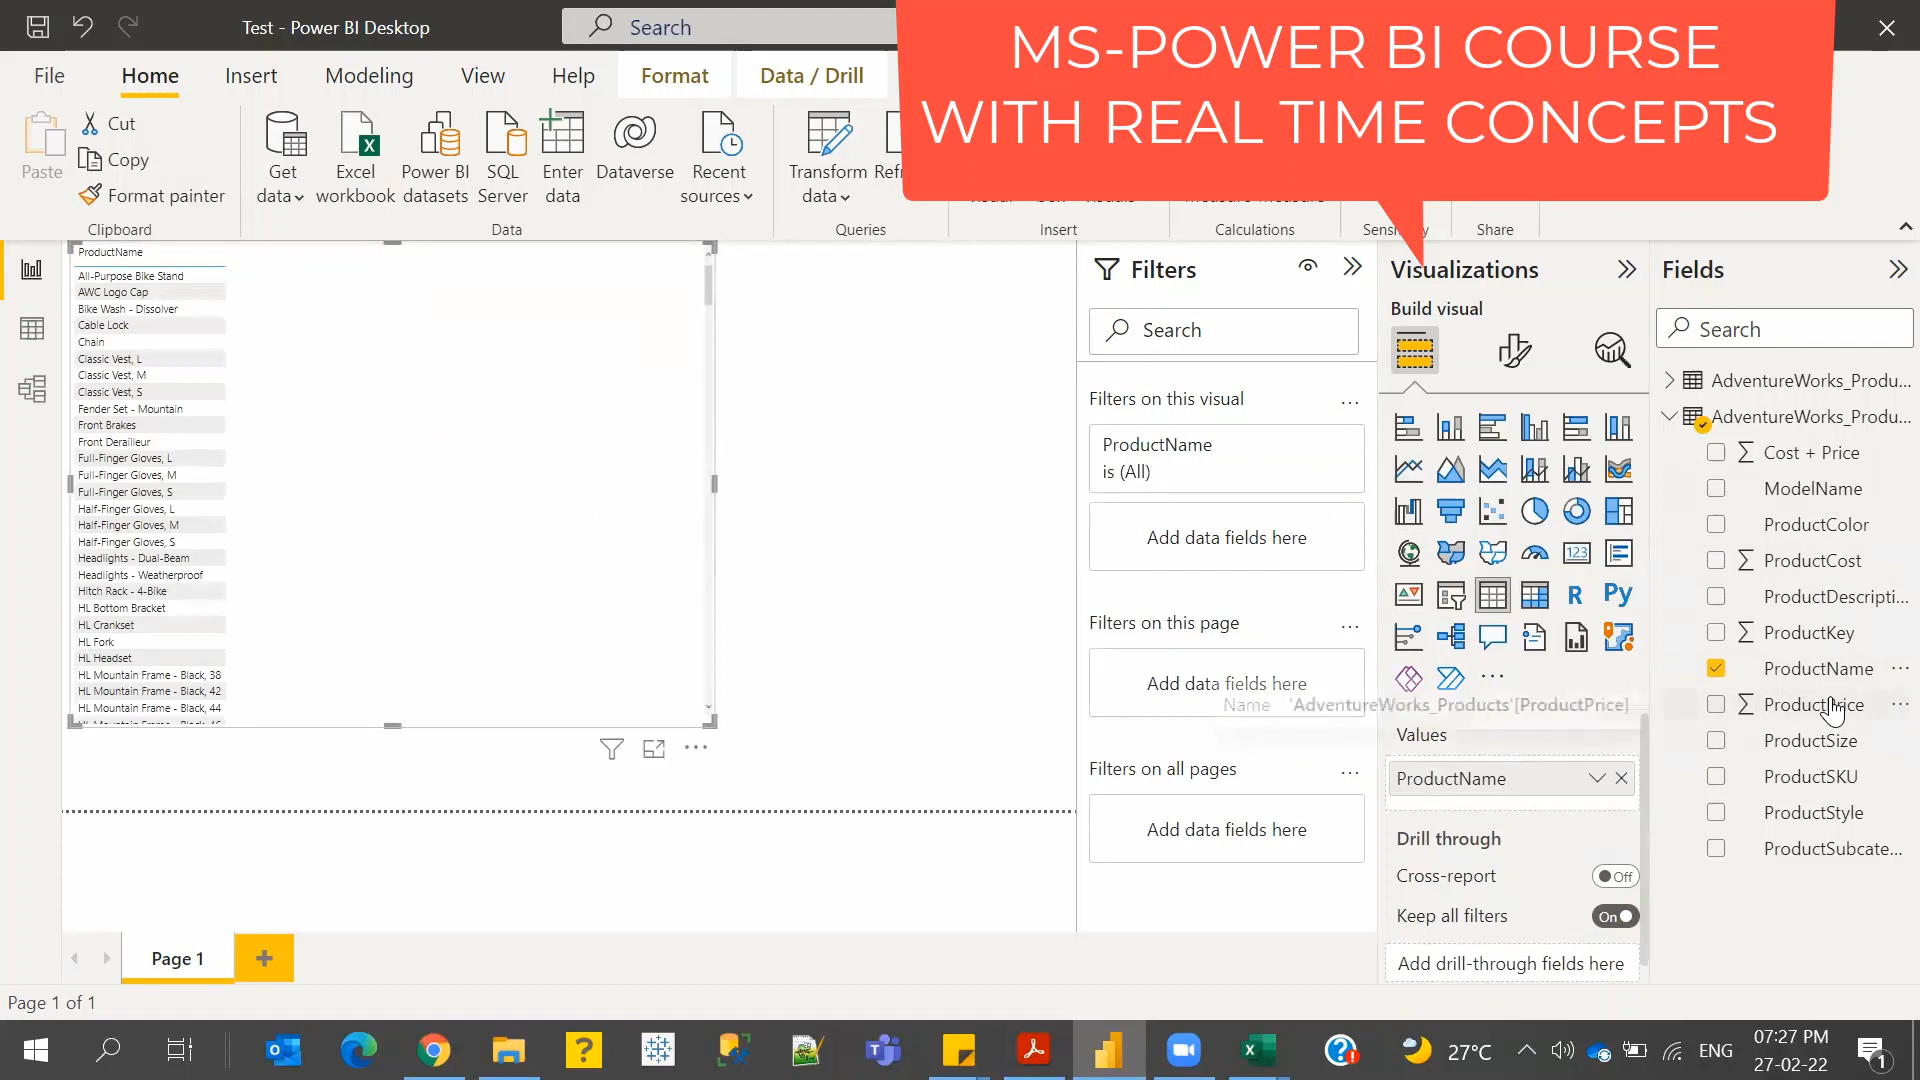 Test - Power BI Desktop
Search
MS-POWER BI COURSE
WITH REAL TIME CONCEPTS
File
Home
Insert
Modeling
View
Help
Format
Data / Drill
Paste
Cut
Copy
Format painter
Clipboard
Get
data
Excel
workbook
Power BI
datasets
SQL
Server
Enter
data
Dataverse
Recent
sources
Data
Transform
data
Queries
Insert
Calculations
Share
ProductName
All-Purpose Bike Stand
AWC Logo Cap
Bike Wash - Dissolver
Cable Lock
Chain
Classic Vest, L
Classic Vest, M
Classic Vest, S
Fender Set - Mountain
Front Brakes
Front Derailleur
Full-Finger Gloves, L
Full-Finger Gloves, M
Full-Finger Gloves, S
Half-Finger Gloves, L
Half-Finger Gloves, M
Half-Finger Gloves, S
Headlights - Dual-Beam
Headlights - Weatherproof
Hitch Rack - 4-Bike
HL Bottom Bracket
HL Crankset
HL Fork
HL Headset
HL Mountain Frame - Black, 38
HL Mountain Frame - Black, 42
HL Mountain Frame - Black, 44
Filters
Search
Filters on this visual
...
ProductName
is (All)
Add data fields here
Filters on this page
...
Add data fields here
Filters on all pages
...
Add data fields here
Visualizations
Build visual
123
R
Py
...
Name 'AdventureWorks_Products'[ProductPrice]
Values
ProductName
Drill through
Cross-report
Off
Keep all filters
On
Add drill-through fields here
Fields
Search
AdventureWorks_Produ...
AdventureWorks_Produ...
Cost + Price
ModelName
ProductColor
ProductCost
ProductDescripti...
ProductKey
ProductName
ProductPrice
ProductSize
ProductSKU
ProductStyle
ProductSubcate...
Page 1
Page 1 of 1
27°C
ENG
07:27 PM
27-02-22
1